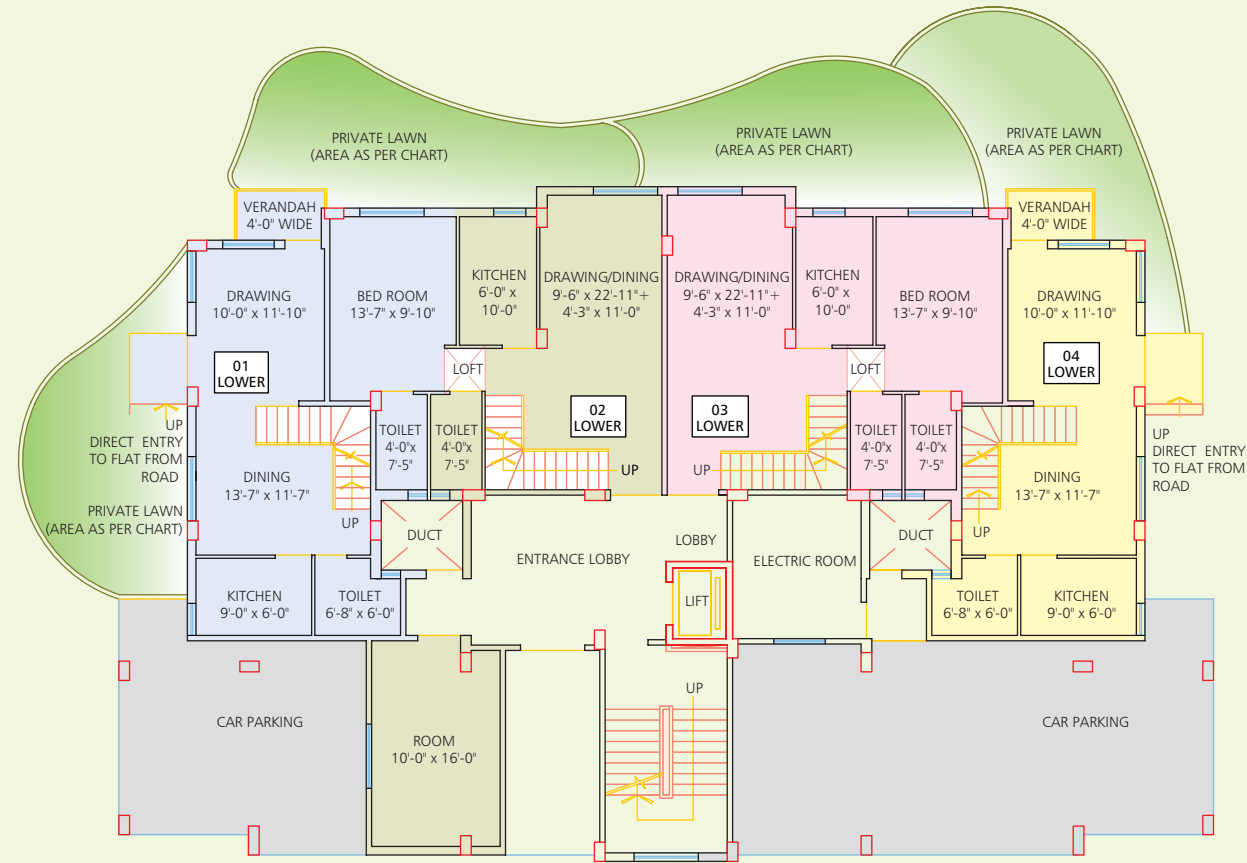 PRIVATE LAWN
(AREA AS PER CHART)
PRIVATE LAWN
(AREA AS PER CHART)
PRIVATE LAWN
(AREA AS PER CHART)
VERANDAH
4'-0" WIDE
VERANDAH
4'-0" WIDE
DRAWING
10'-0" x 11'-10"
BED ROOM
13'-7" x 9'-10"
KITCHEN
6'-0" x
10'-0"
DRAWING/DINING
9'-6" x 22'-11"+
4'-3" x 11'-0"
DRAWING/DINING
9'-6" x 22'-11"+
4'-3" x 11'-0"
KITCHEN
6'-0" x
10'-0"
BED ROOM
13'-7" x 9'-10"
DRAWING
10'-0" x 11'-10"
01
LOWER
LOFT
02
LOWER
03
LOWER
LOFT
04
LOWER
UP
DIRECT ENTRY
TO FLAT FROM
ROAD
TOILET
4'-0"x
7'-5"
TOILET
4'-0"x
7'-5"
TOILET
4'-0"x
7'-5"
TOILET
4'-0"x
7'-5"
UP
DIRECT ENTRY
TO FLAT FROM
ROAD
UP
UP
DINING
13'-7" x 11'-7"
DINING
13'-7" x 11'-7"
PRIVATE LAWN
(AREA AS PER CHART)
UP
DUCT
ENTRANCE LOBBY
LOBBY
ELECTRIC ROOM
DUCT
UP
KITCHEN
9'-0" x 6'-0"
TOILET
6'-8" x 6'-0"
LIFT
TOILET
6'-8" x 6'-0"
KITCHEN
9'-0" x 6'-0"
UP
CAR PARKING
ROOM
10'-0" x 16'-0"
CAR PARKING